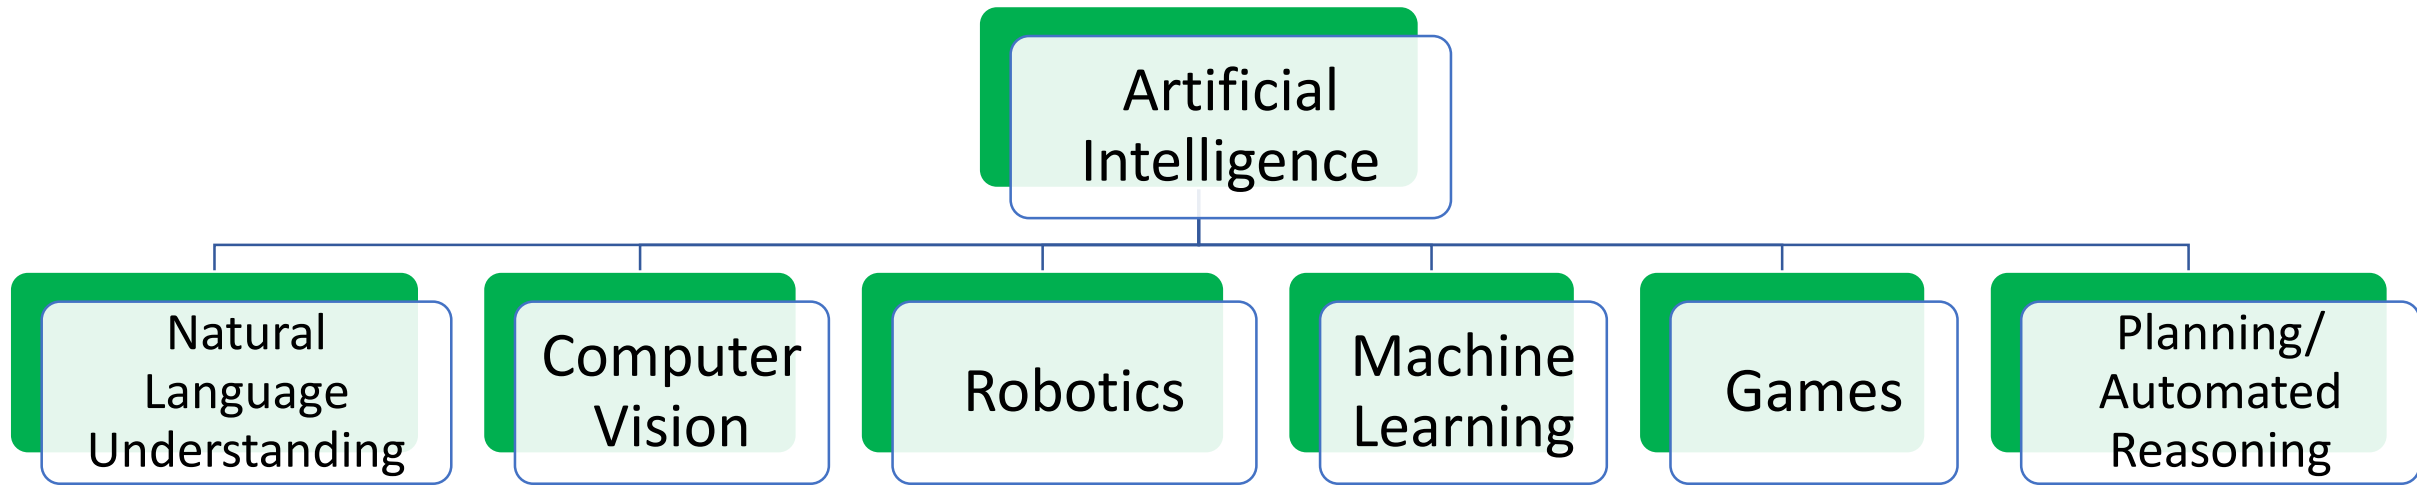 Artificial
Intelligence
Natural
Language
Understanding
Computer
Vision
Robotics
Machine
Learning
Games
Planning/
Automated
Reasoning